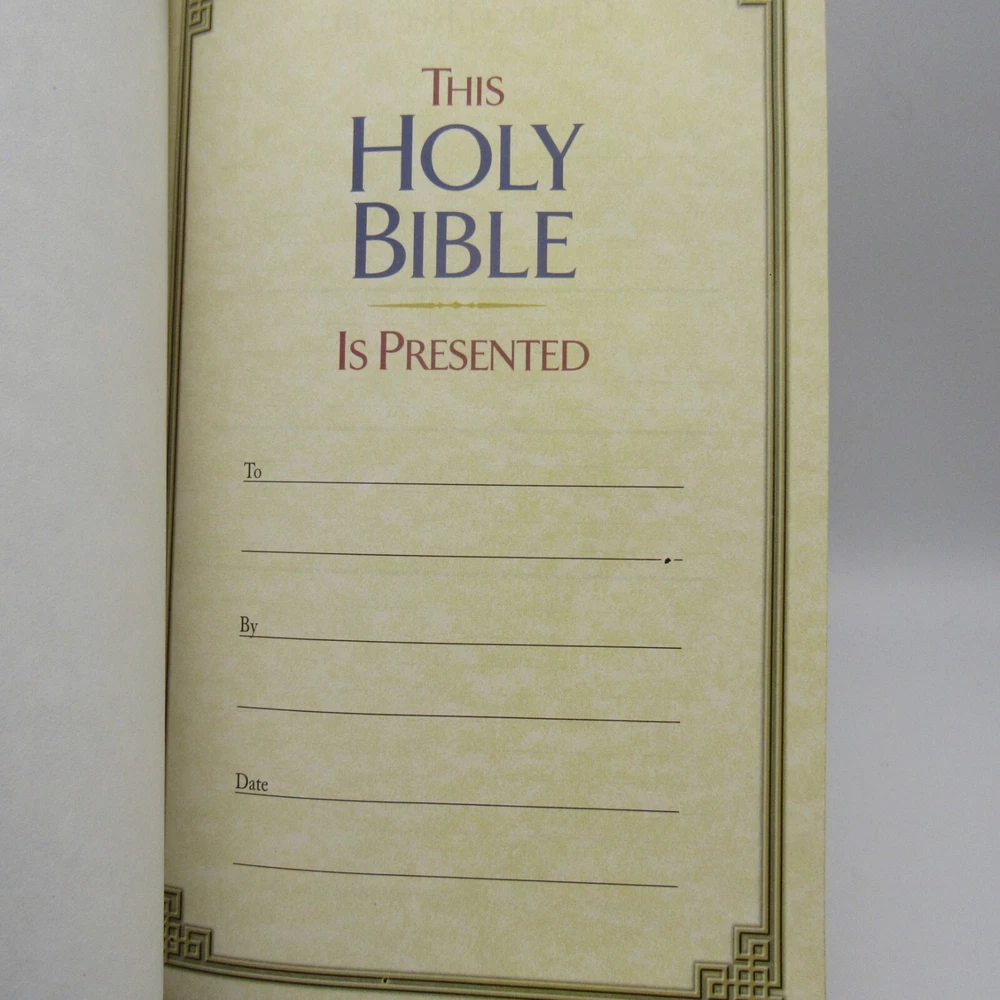 THIS
HOLY
BIBLE
IS PRESENTED
To
By
Date